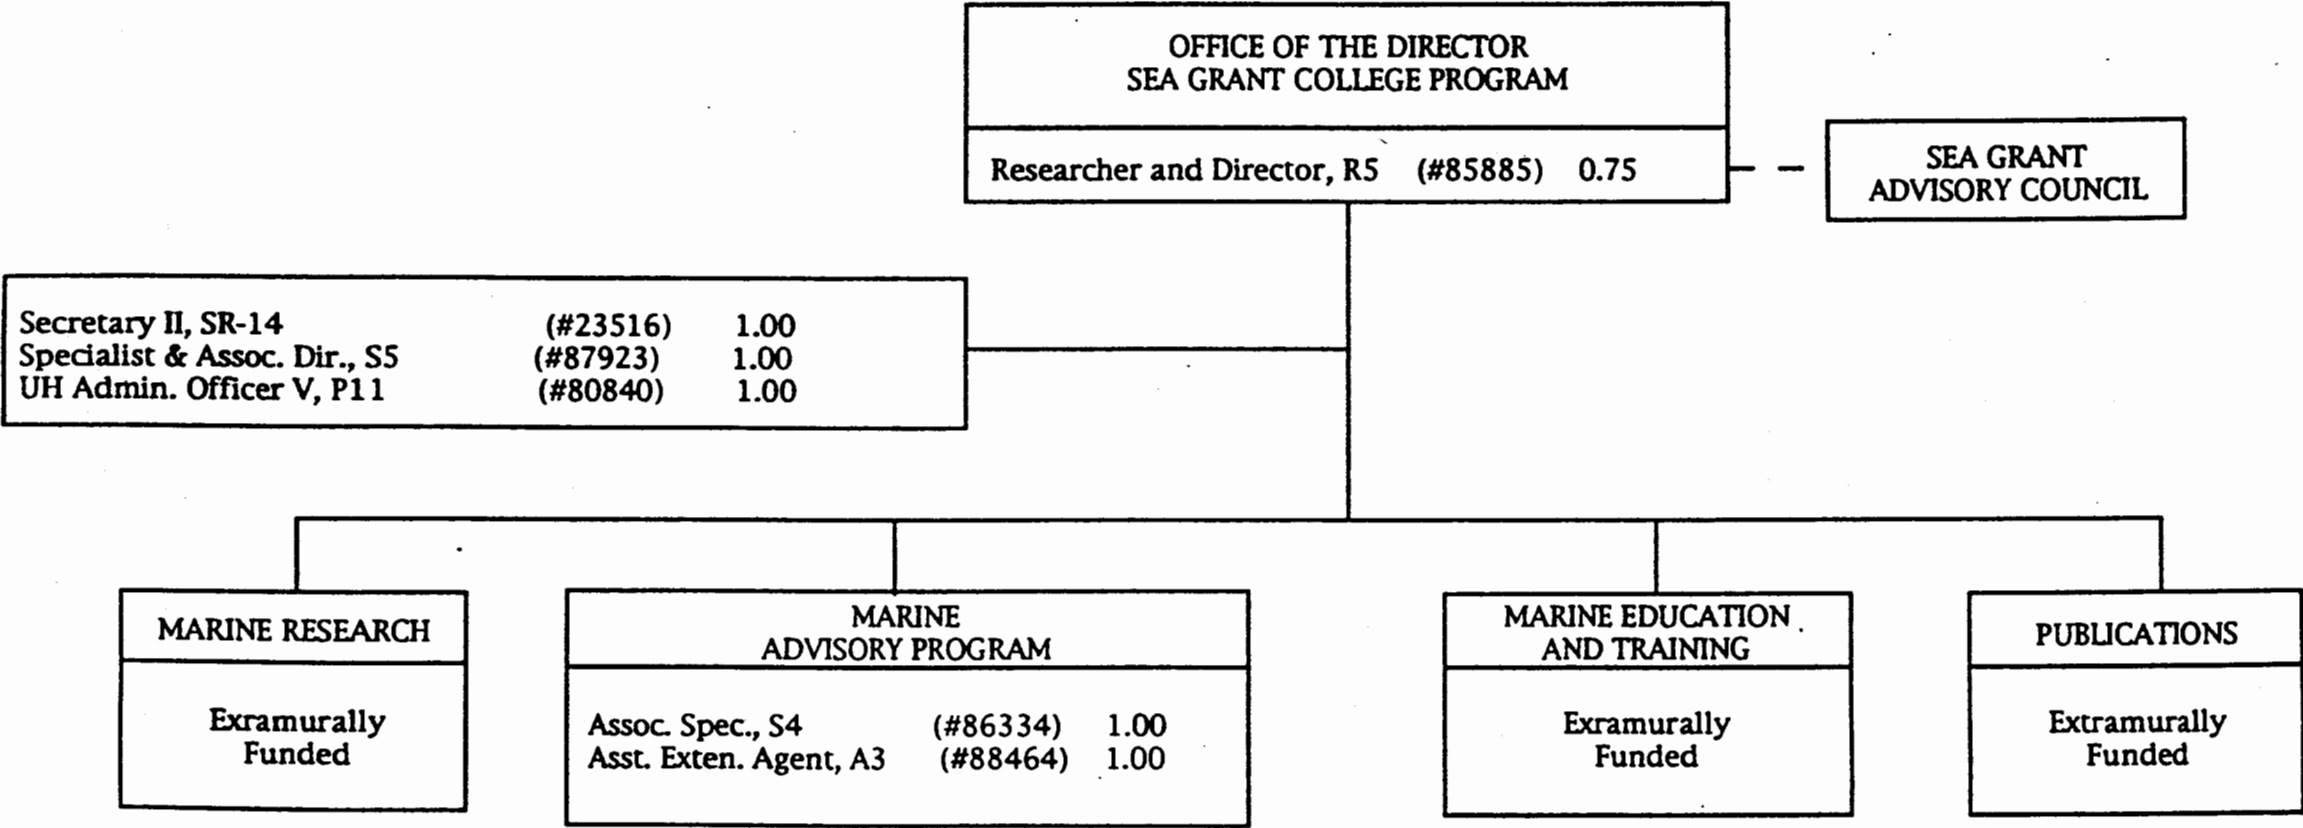 OFFICE OF THE DIRECTOR
SEA GRANT COLLEGE PROGRAM
Researcher and Director, R5 (#85885) 0.75
SEA GRANT
ADVISORY COUNCIL
Secretary II, SR-14 (#23516) 1.00
Specialist & Assoc. Dir., S5 (#87923) 1.00
UH Admin. Officer V, P11 (#80840) 1.00
MARINE RESEARCH
Exramurally
Funded
MARINE
ADVISORY PROGRAM
Assoc. Spec., S4 (#86334) 1.00
Asst. Exten. Agent, A3 (#88464) 1.00
MARINE EDUCATION
AND TRAINING
Exramurally
Funded
PUBLICATIONS
Extramurally
Funded